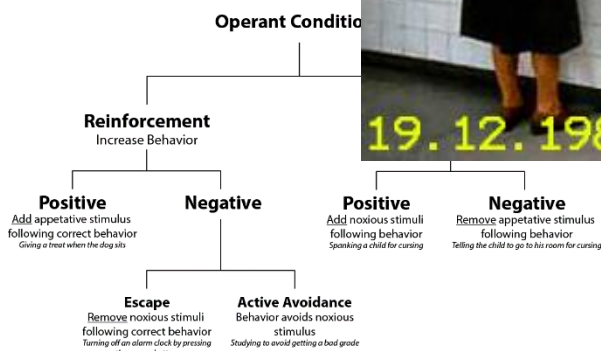 Operant Conditio
19.12.198
Reinforcement
Increase Behavior
Positive
Add appetative stimulus
following correct behavior
Giving a treat when the dog sits
Negative
Positive
Add noxious stimuli
following behavior
Spanking a child for cursing
Negative
Remove appetative stimulus
following behavior
Telling the child to go to his room for cursing
Escape
Remove noxious stimuli
following correct behavior
Turning off an alarm clock by pressing
Active Avoidance
Behavior avoids noxious
stimulus
Studying to avoid getting a bad grade